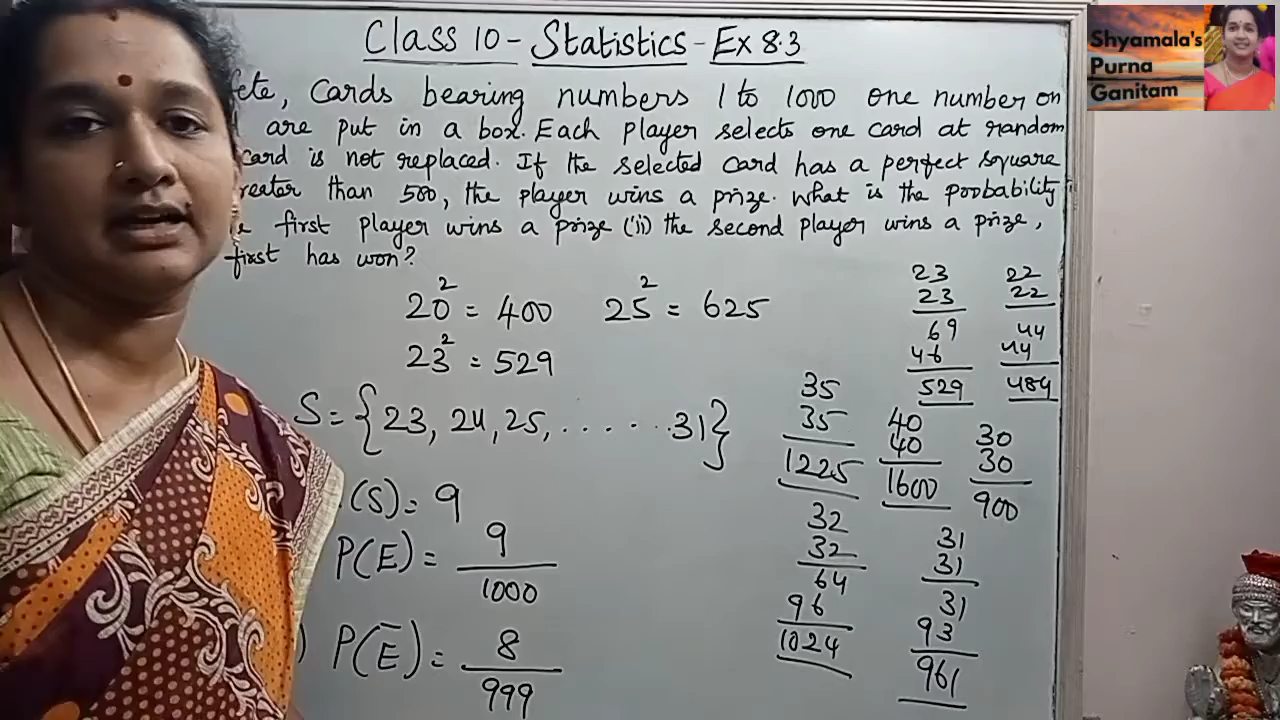 Class 10 - Statistics - Ex 8.3
Shyamala's
Purna
Ganitam
fete, Cards bearing numbers 1 to 1000 one number on
are put in a box. Each player selects one card at random
card is not replaced. If the selected card has a perfect square
reater than 500, the player wins a prize. What is the probability
first player wins a prize (ii) the second player wins a prize,
first has won?
20² = 400 25² = 625
23² = 529
S = {23, 24, 25, . . . . . . 31}
(S) = 9
P(E) = 9/1000
) P(Ē) = 8/999
23
23
69
46
529
22
22
44
44
484
35
35
1225
40
40
1600
30
30
900
32
32
64
96
1024
31
31
31
93
961